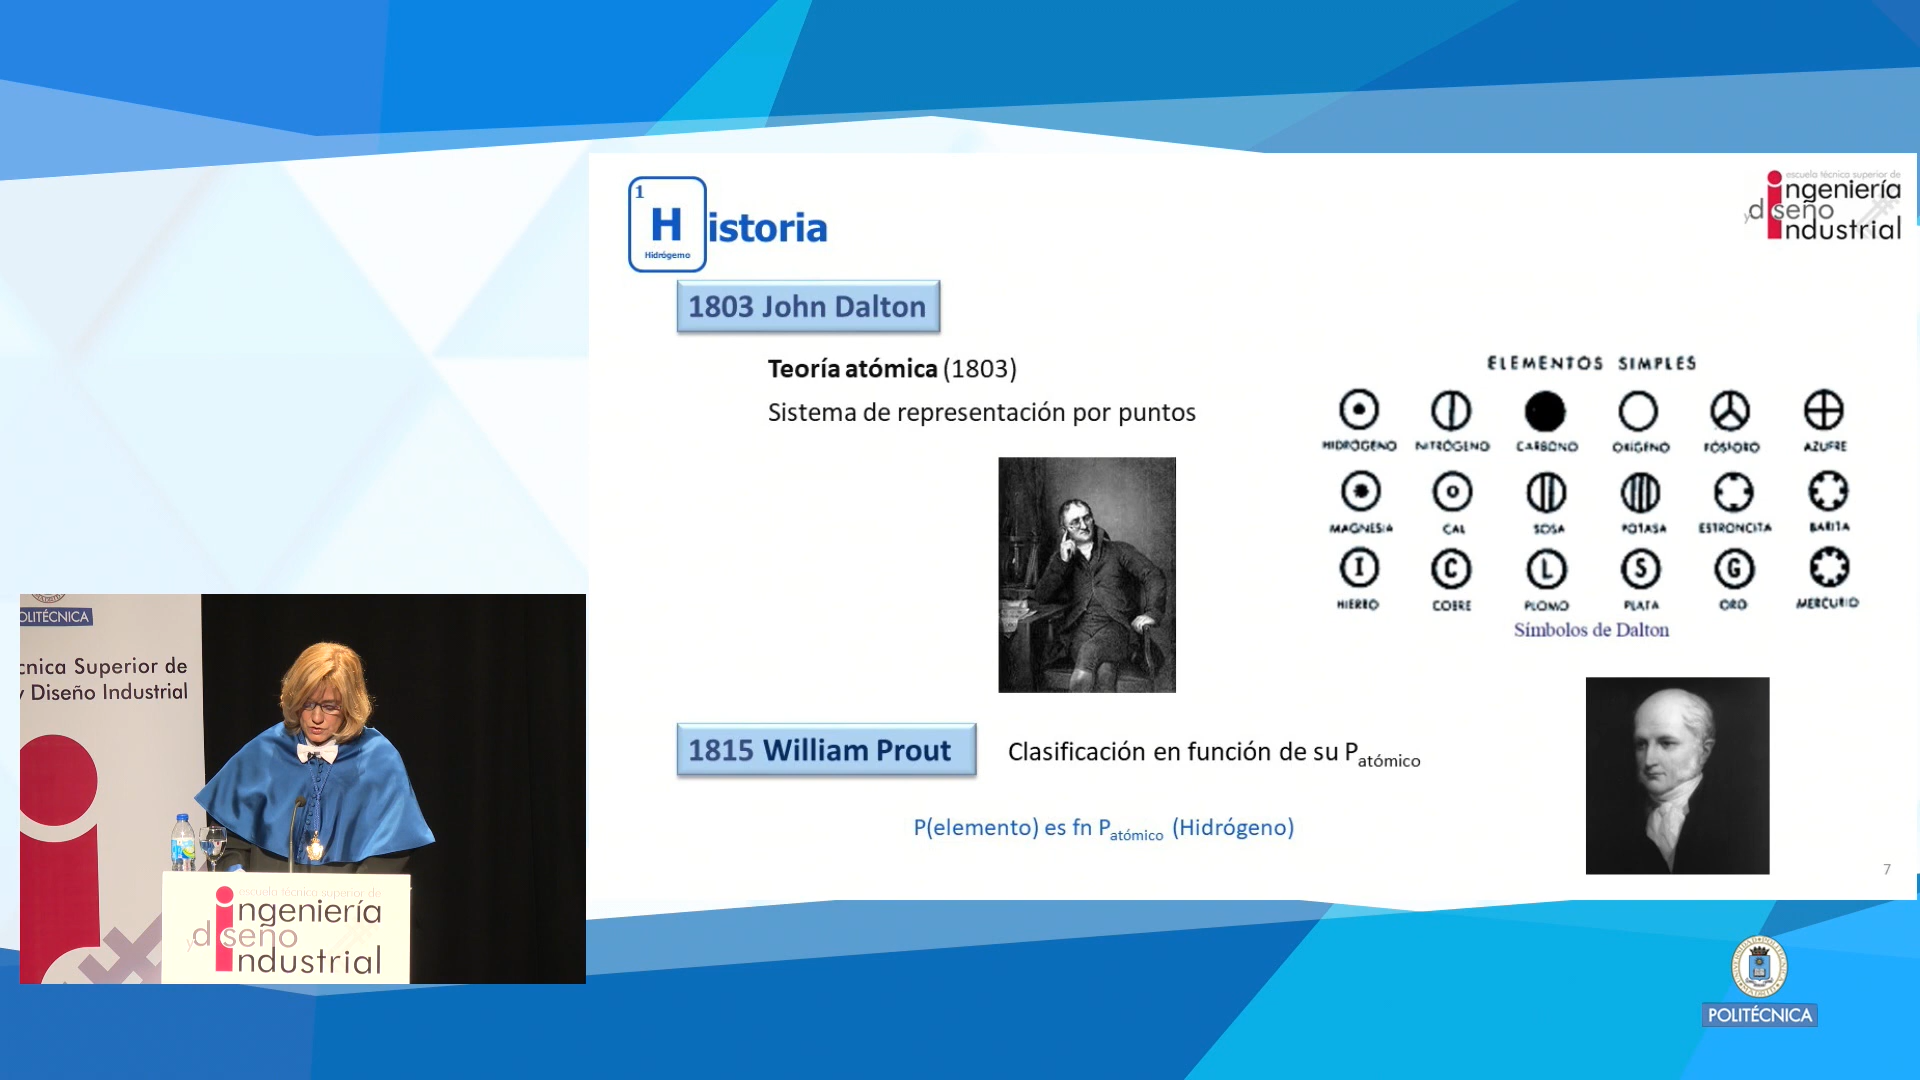 1
H
Hidrógeno
istoria
escuela técnica superior de
ingeniería
y diseño
industrial
1803 John Dalton
Teoría atómica (1803)
Sistema de representación por puntos
ELEMENTOS SIMPLES
HIDRÓGENO NITRÓGENO CARBONO OXÍGENO FÓSFORO AZUFRE
MAGNESIA CAL SOSA POTASA ESTRONCITA BARITA
I C L S G
HIERRO COBRE PLOMO PLATA ORO MERCURIO
Símbolos de Dalton
1815 William Prout
Clasificación en función de su Patómico
P(elemento) es fn Patómico (Hidrógeno)
7
OLITÉCNICA
cnica Superior de
y Diseño Industrial
escuela técnica superior de
ingeniería
y diseño
industrial
POLITÉCNICA